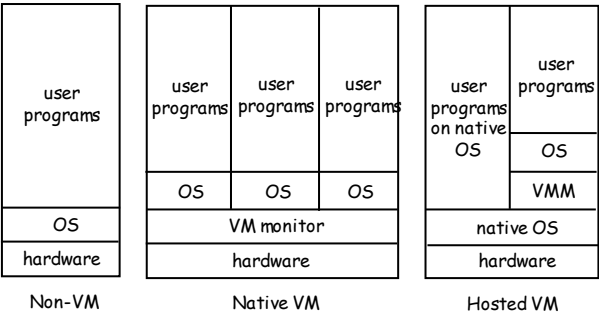 user
programs
OS
hardware
Non-VM
user
programs
user
programs
user
programs
OS
OS
OS
VM monitor
hardware
Native VM
user
programs
on native
OS
user
programs
OS
VMM
native OS
hardware
Hosted VM